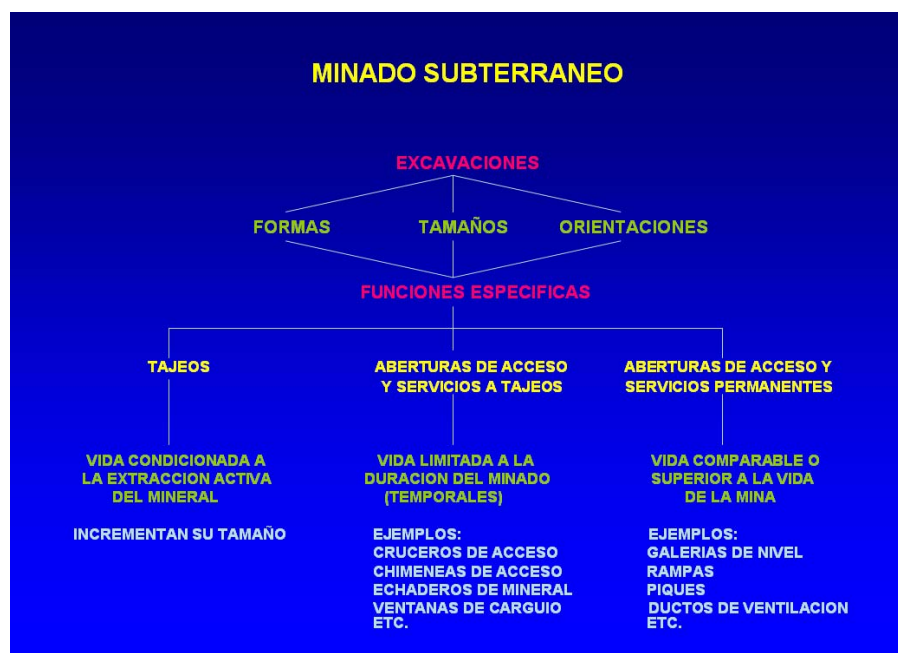 MINADO SUBTERRANEO
EXCAVACIONES
FORMAS
TAMAÑOS
ORIENTACIONES
FUNCIONES ESPECIFICAS
TAJEOS
VIDA CONDICIONADA A
LA EXTRACCION ACTIVA
DEL MINERAL
INCREMENTAN SU TAMAÑO
ABERTURAS DE ACCESO
Y SERVICIOS A TAJEOS
VIDA LIMITADA A LA
DURACION DEL MINADO
(TEMPORALES)
EJEMPLOS:
CRUCEROS DE ACCESO
CHIMENEAS DE ACCESO
ECHADEROS DE MINERAL
VENTANAS DE CARGUIO
ETC.
ABERTURAS DE ACCESO Y
SERVICIOS PERMANENTES
VIDA COMPARABLE O
SUPERIOR A LA VIDA
DE LA MINA
EJEMPLOS:
GALERIAS DE NIVEL
RAMPAS
PIQUES
DUCTOS DE VENTILACION
ETC.